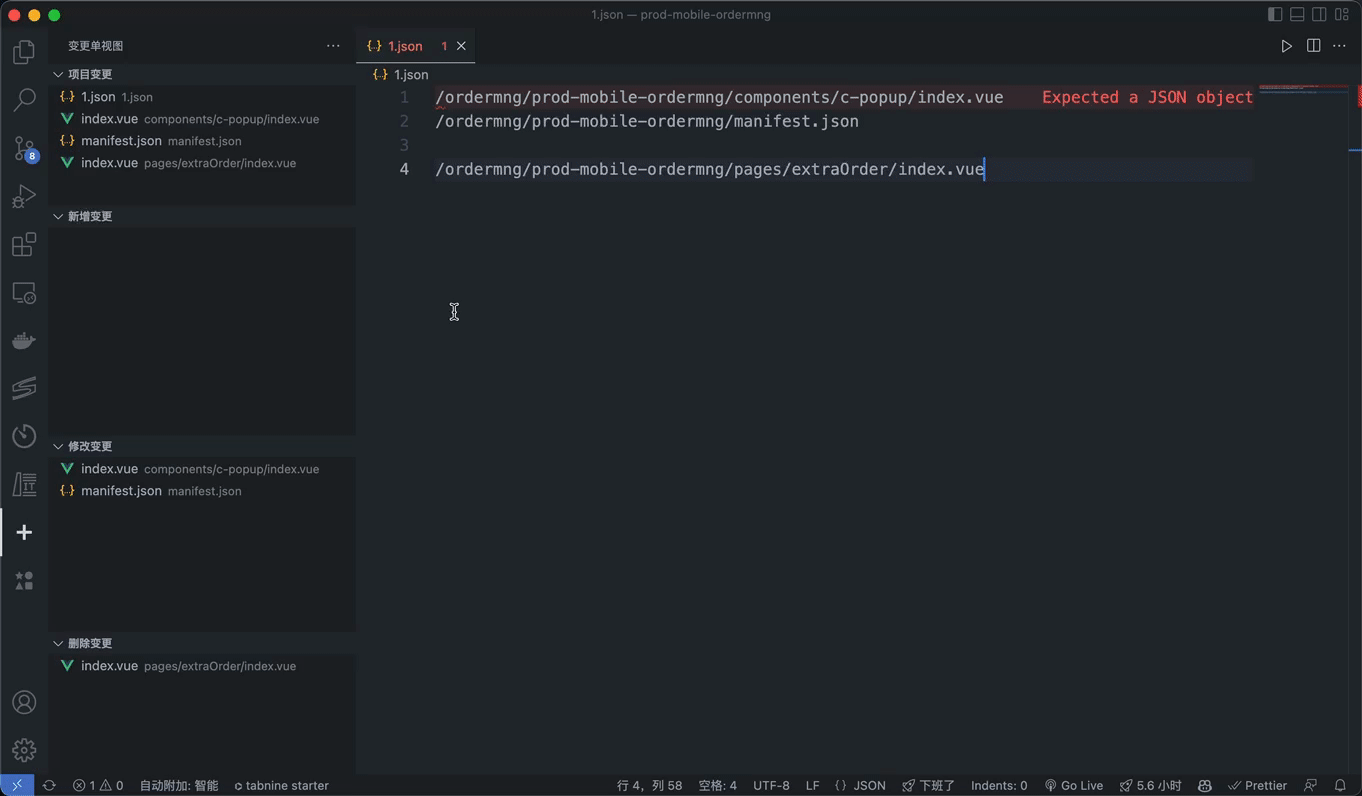 1.json — prod-mobile-ordermng
变更单视图
项目变更
1.json 1.json
index.vue components/c-popup/index.vue
manifest.json manifest.json
index.vue pages/extraOrder/index.vue
新增变更
修改变更
index.vue components/c-popup/index.vue
manifest.json manifest.json
删除变更
index.vue pages/extraOrder/index.vue
8
IT
{..} 1.json 1
{..} 1.json
1 /ordermng/prod-mobile-ordermng/components/c-popup/index.vue Expected a JSON object
2 /ordermng/prod-mobile-ordermng/manifest.json
3
4 /ordermng/prod-mobile-ordermng/pages/extraOrder/index.vue
1 0 自动附加: 智能 tabnine starter 行 4，列 58 空格: 4 UTF-8 LF {} JSON 下班了 Indents: 0 Go Live 5.6 小时 Prettier